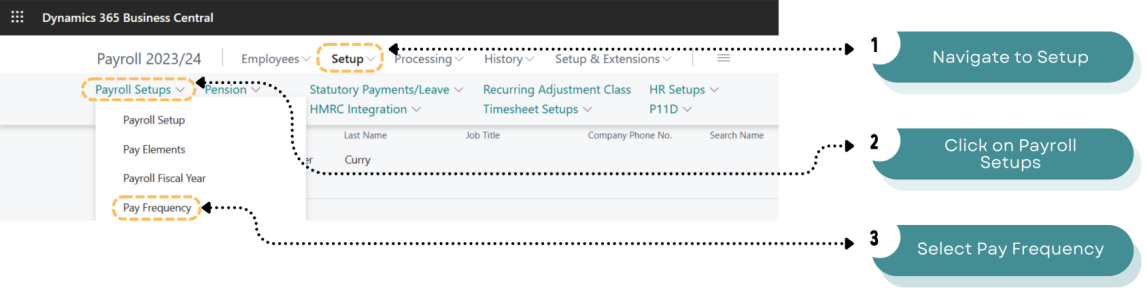 Dynamics 365 Business Central
Payroll 2023/24 Employees Setup Processing History Setup & Extensions
Payroll Setups Pension Statutory Payments/Leave Recurring Adjustment Class HR Setups
HMRC Integration Timesheet Setups P11D
Payroll Setup
Pay Elements
Payroll Fiscal Year
Pay Frequency
Last Name Job Title Company Phone No. Search Name
er Curry
1 Navigate to Setup
2 Click on Payroll
Setups
3 Select Pay Frequency